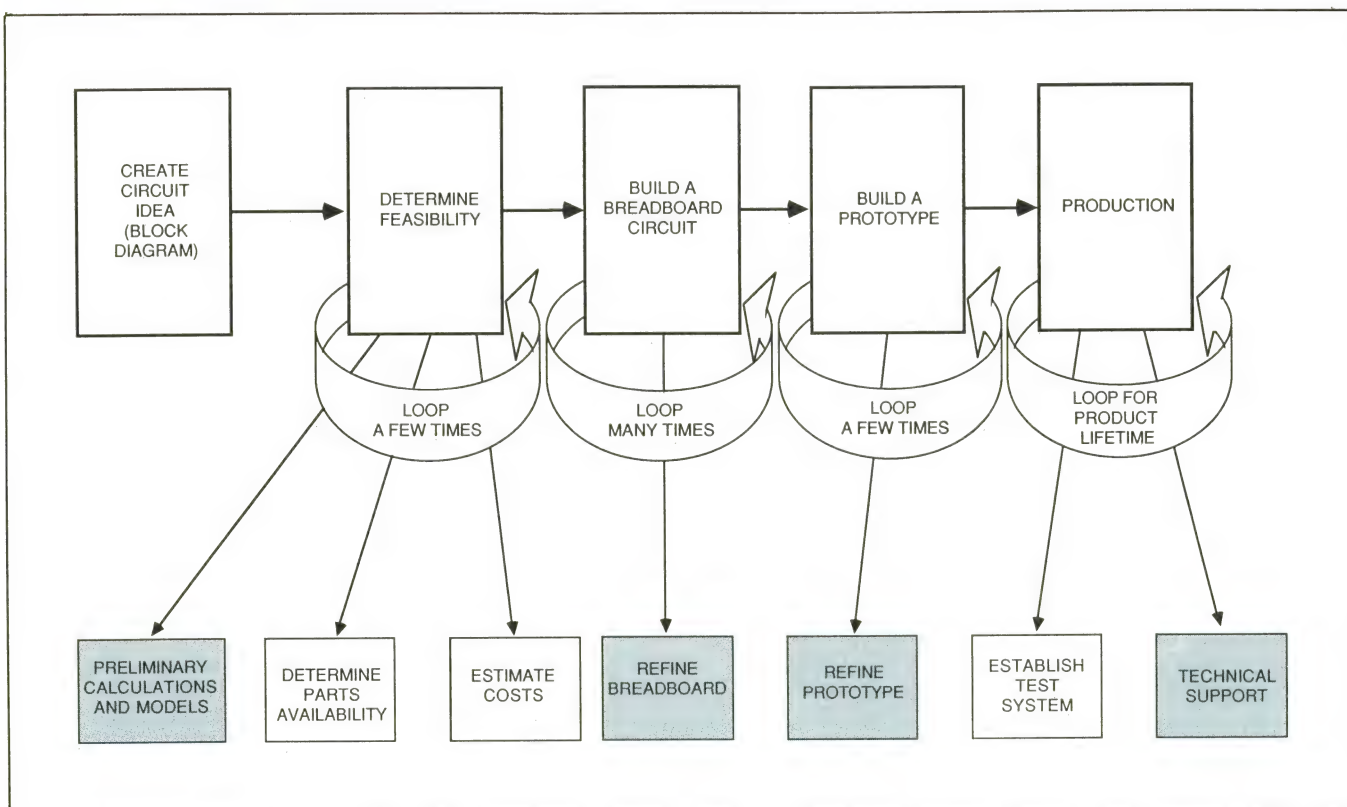 CREATE
CIRCUIT
IDEA
(BLOCK
DIAGRAM)
DETERMINE
FEASIBILITY
BUILD A
BREADBOARD
CIRCUIT
BUILD A
PROTOTYPE
PRODUCTION
LOOP
A FEW TIMES
LOOP
MANY TIMES
LOOP
A FEW TIMES
LOOP FOR
PRODUCT
LIFETIME
PRELIMINARY
CALCULATIONS
AND MODELS
DETERMINE
PARTS
AVAILABILITY
ESTIMATE
COSTS
REFINE
BREADBOARD
REFINE
PROTOTYPE
ESTABLISH
TEST
SYSTEM
TECHNICAL
SUPPORT